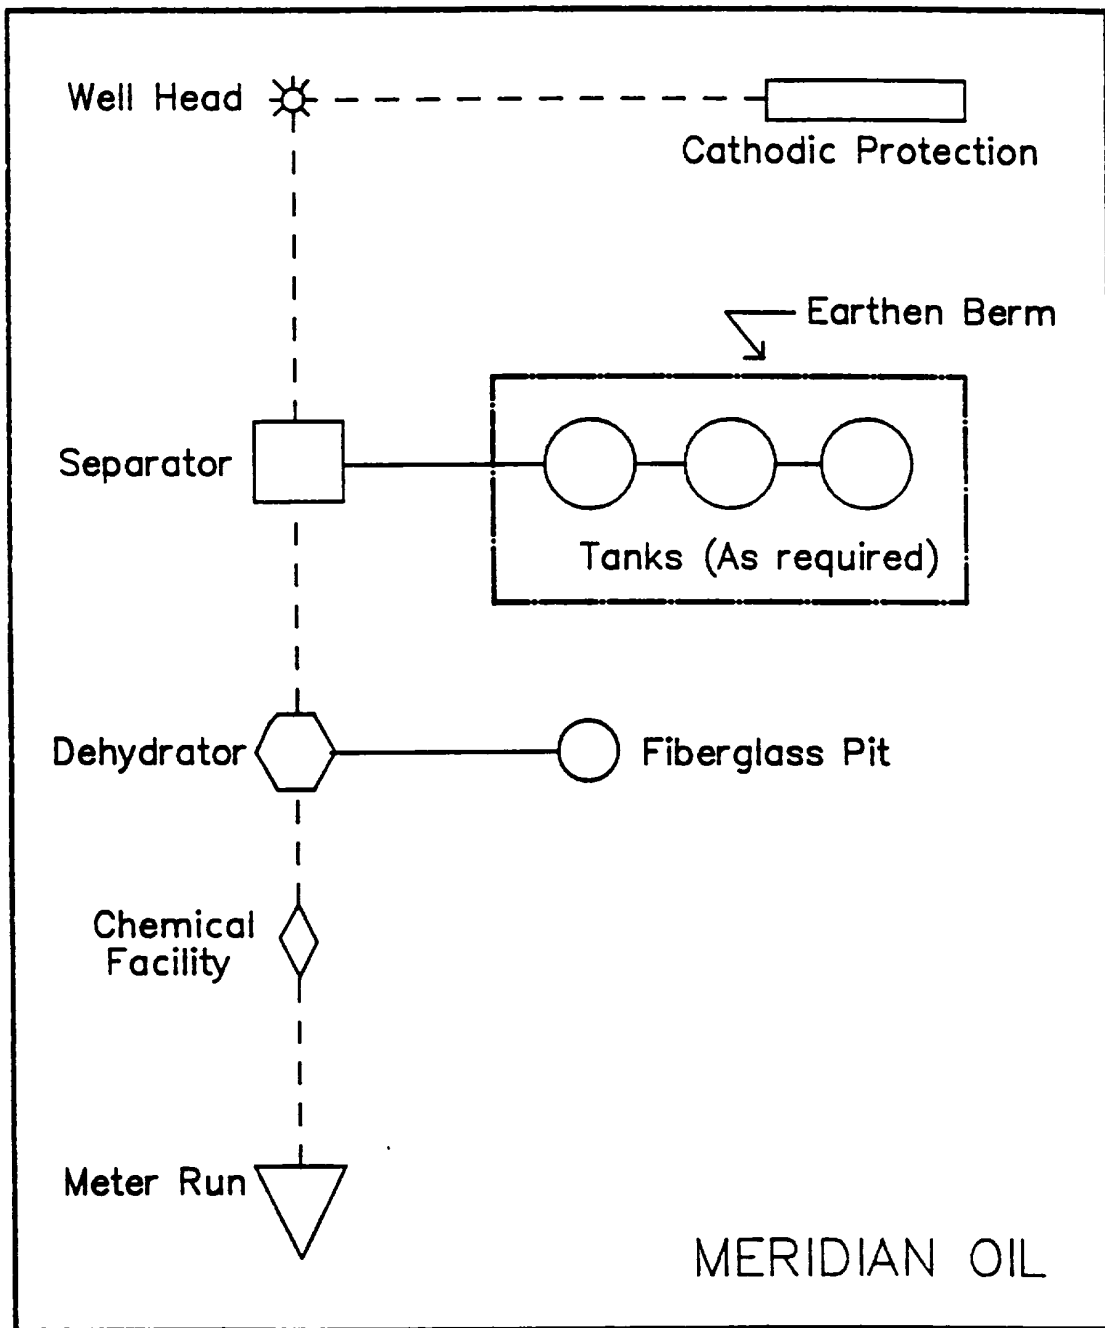 Well Head
Cathodic Protection
Earthen Berm
Separator
Tanks (As required)
Dehydrator
Fiberglass Pit
Chemical
Facility
Meter Run
MERIDIAN OIL